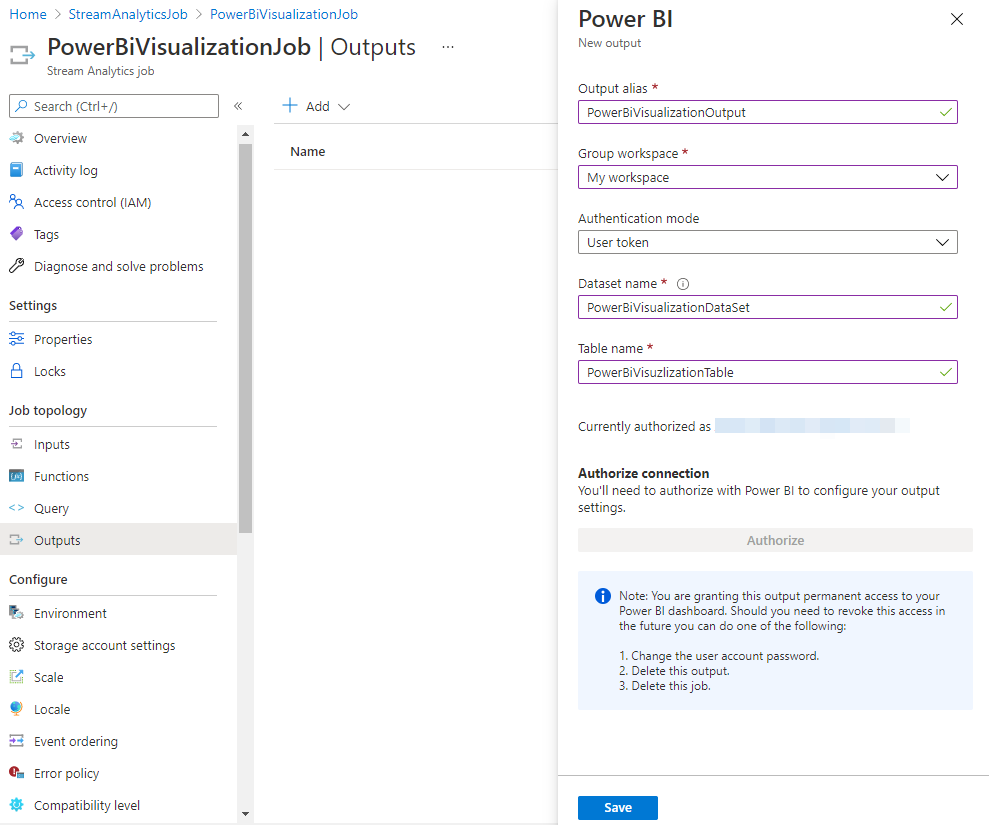 Home > StreamAnalyticsJob > PowerBiVisualizationJob
PowerBiVisualizationJob | Outputs ...
Stream Analytics job
Search (Ctrl+/)
«
Overview
Activity log
Access control (IAM)
Tags
Diagnose and solve problems
Settings
Properties
Locks
Job topology
Inputs
Functions
Query
Outputs
Configure
Environment
Storage account settings
Scale
Locale
Event ordering
Error policy
Compatibility level
+ Add
Name
Power BI
New output
Output alias *
PowerBiVisualizationOutput
Group workspace *
My workspace
Authentication mode
User token
Dataset name *
PowerBiVisualizationDataSet
Table name *
PowerBiVisuzlizationTable
Currently authorized as
Authorize connection
You'll need to authorize with Power BI to configure your output
settings.
Authorize
Note: You are granting this output permanent access to your
Power BI dashboard. Should you need to revoke this access in
the future you can do one of the following:
1. Change the user account password.
2. Delete this output.
3. Delete this job.
Save